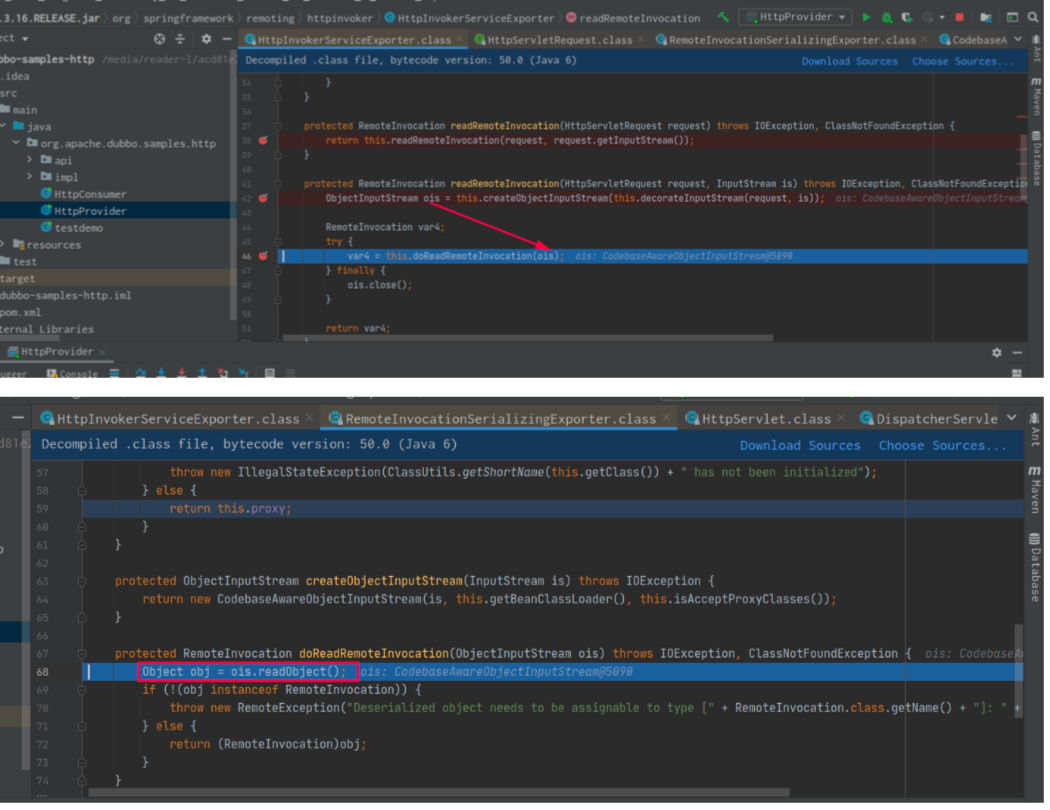 .3.16.RELEASE.jar org springframework remoting httpinvoker HttpInvokerServiceExporter readRemoteInvocation HttpProvider
ect HttpInvokerServiceExporter.class HttpServletRequest.class RemoteInvocationSerializingExporter.class CodebaseA
bbo-samples-http /media/reader-1/acd81e
Decompiled .class file, bytecode version: 50.0 (Java 6) Download Sources Choose Sources...
.idea
src
main
java
org.apache.dubbo.samples.http
api
impl
HttpConsumer
HttpProvider
testdemo
resources
test
target
dubbo-samples-http.iml
pom.xml
ternal Libraries
34 }
35 }
36
37 protected RemoteInvocation readRemoteInvocation(HttpServletRequest request) throws IOException, ClassNotFoundException {
38 return this.readRemoteInvocation(request, request.getInputStream());
39 }
40
41 protected RemoteInvocation readRemoteInvocation(HttpServletRequest request, InputStream is) throws IOException, ClassNotFoundException
42 ObjectInputStream ois = this.createObjectInputStream(this.decorateInputStream(request, is)); ois: CodebaseAwareObjectInputStream
43
44 RemoteInvocation var4;
45 try {
46 var4 = this.doReadRemoteInvocation(ois); ois: CodebaseAwareObjectInputStream@5090
47 } finally {
48 ois.close();
49 }
50
51 return var4;
Ant
m Maven
Database
HttpProvider
ugger Console
HttpInvokerServiceExporter.class RemoteInvocationSerializingExporter.class HttpServlet.class DispatcherServle
d81e
Decompiled .class file, bytecode version: 50.0 (Java 6) Download Sources Choose Sources...
57 throw new IllegalStateException(ClassUtils.getShortName(this.getClass()) + " has not been initialized");
58 } else {
59 return this.proxy;
60 }
61 }
62
63 protected ObjectInputStream createObjectInputStream(InputStream is) throws IOException {
64 return new CodebaseAwareObjectInputStream(is, this.getBeanClassLoader(), this.isAcceptProxyClasses());
65 }
66
67 protected RemoteInvocation doReadRemoteInvocation(ObjectInputStream ois) throws IOException, ClassNotFoundException { ois: CodebaseA
68 Object obj = ois.readObject(); ois: CodebaseAwareObjectInputStream@5090
69 if (!(obj instanceof RemoteInvocation)) {
70 throw new RemoteException("Deserialized object needs to be assignable to type [" + RemoteInvocation.class.getName() + "]: " +
71 } else {
72 return (RemoteInvocation)obj;
73 }
74 }
Ant
m Maven
Database